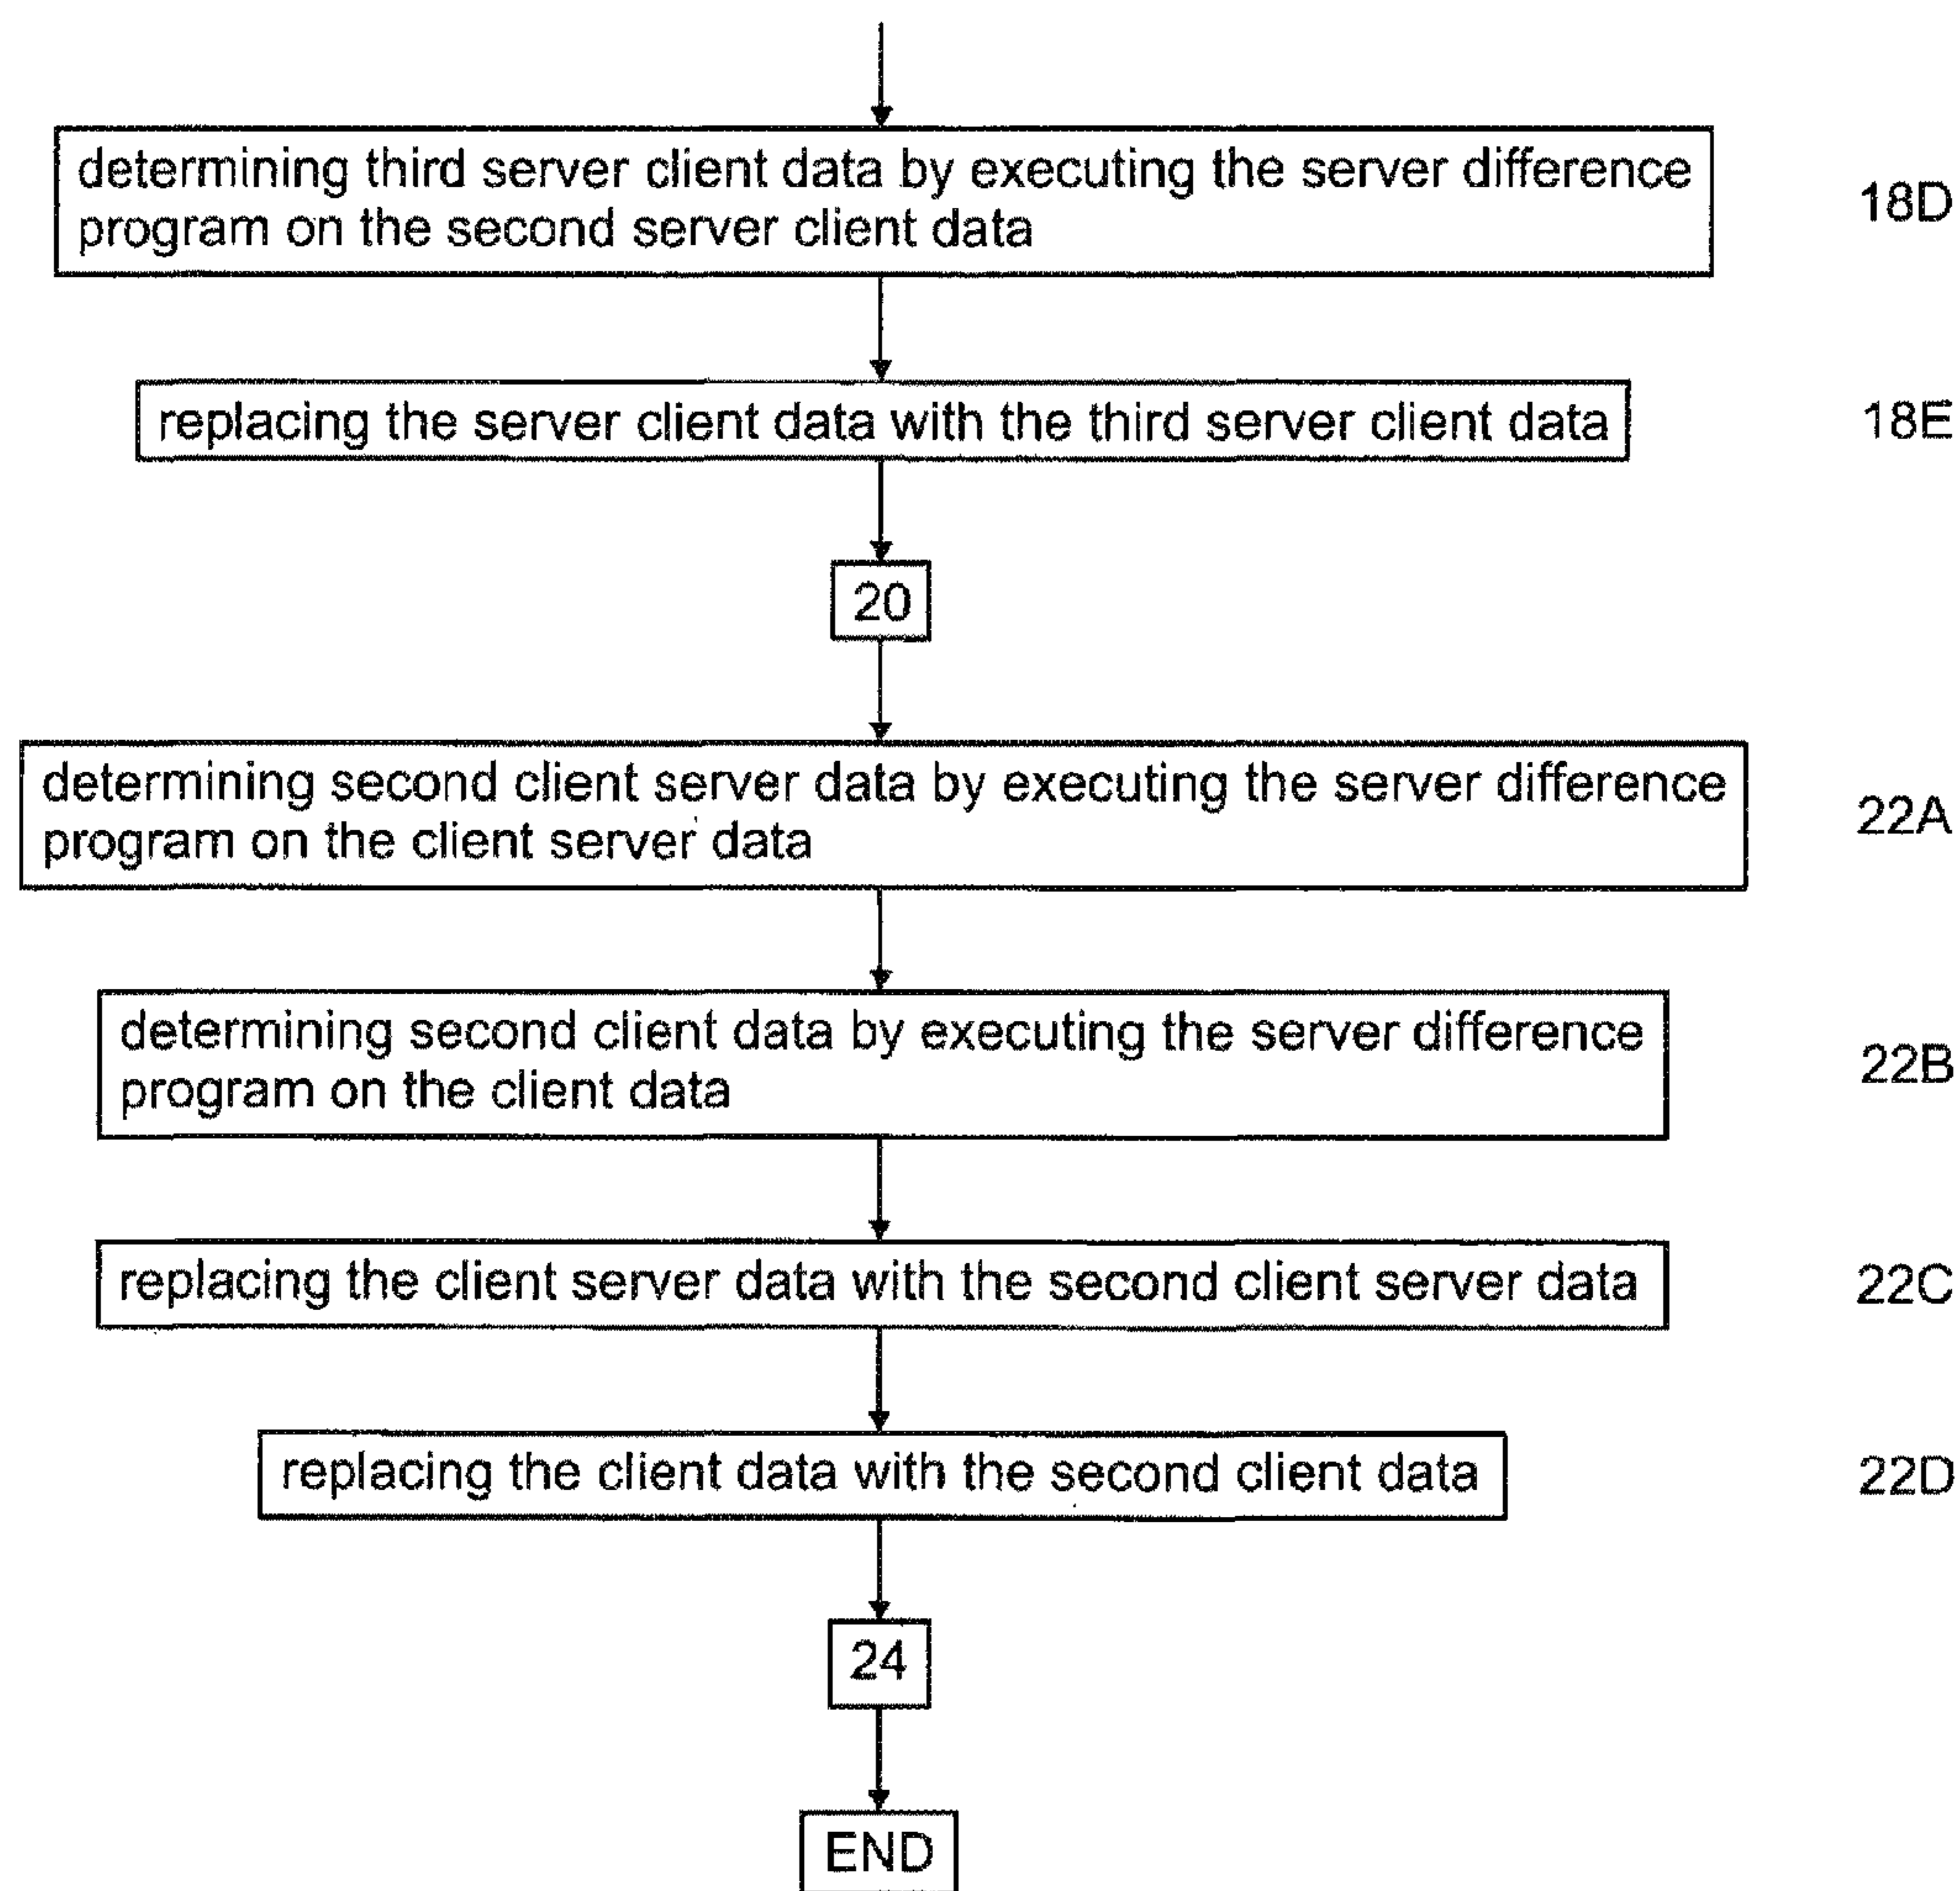 determining third server client data by executing the server difference
program on the second server client data
18D
replacing the server client data with the third server client data
18E
20
determining second client server data by executing the server difference
program on the client server data
22A
determining second client data by executing the server difference
program on the client data
22B
replacing the client server data with the second client server data
22C
replacing the client data with the second client data
22D
24
END